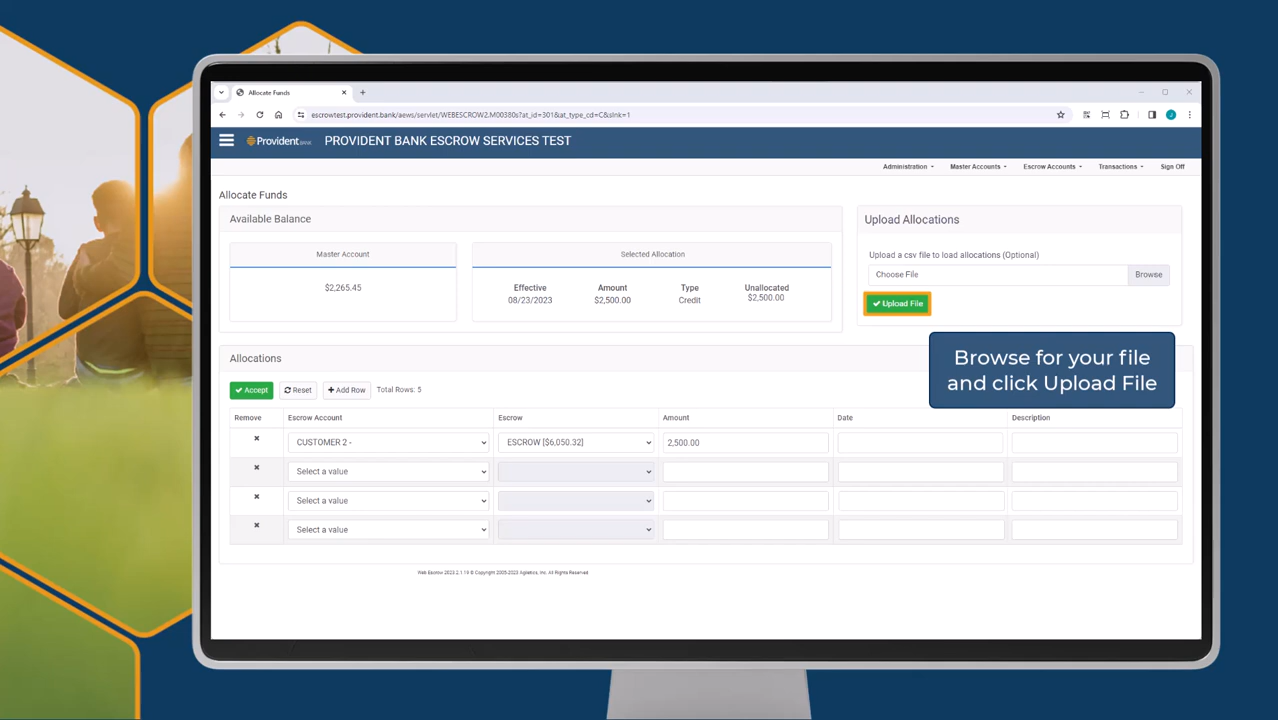 Allocate Funds
escrowtest.provident.bank/aews/servlet/WEBESCROW2.M00380s?at_id=301&at_type_cd=C&slnk=1
J
Provident BANK PROVIDENT BANK ESCROW SERVICES TEST
Administration Master Accounts Escrow Accounts Transactions Sign Off
Allocate Funds
Available Balance
Master Account
$2,265.45
Selected Allocation
Effective Amount Type Unallocated
08/23/2023 $2,500.00 Credit $2,500.00
Upload Allocations
Upload a csv file to load allocations (Optional)
Choose File Browse
Upload File
Browse for your file
and click Upload File
Allocations
Accept Reset Add Row Total Rows: 5
Remove Escrow Account Escrow Amount Date Description
CUSTOMER 2 - ESCROW [$6,050.32] 2,500.00
Select a value
Select a value
Select a value
Web Escrow 2023.2.1.19 © Copyright 2005-2023 Agiletics, Inc. All Rights Reserved.